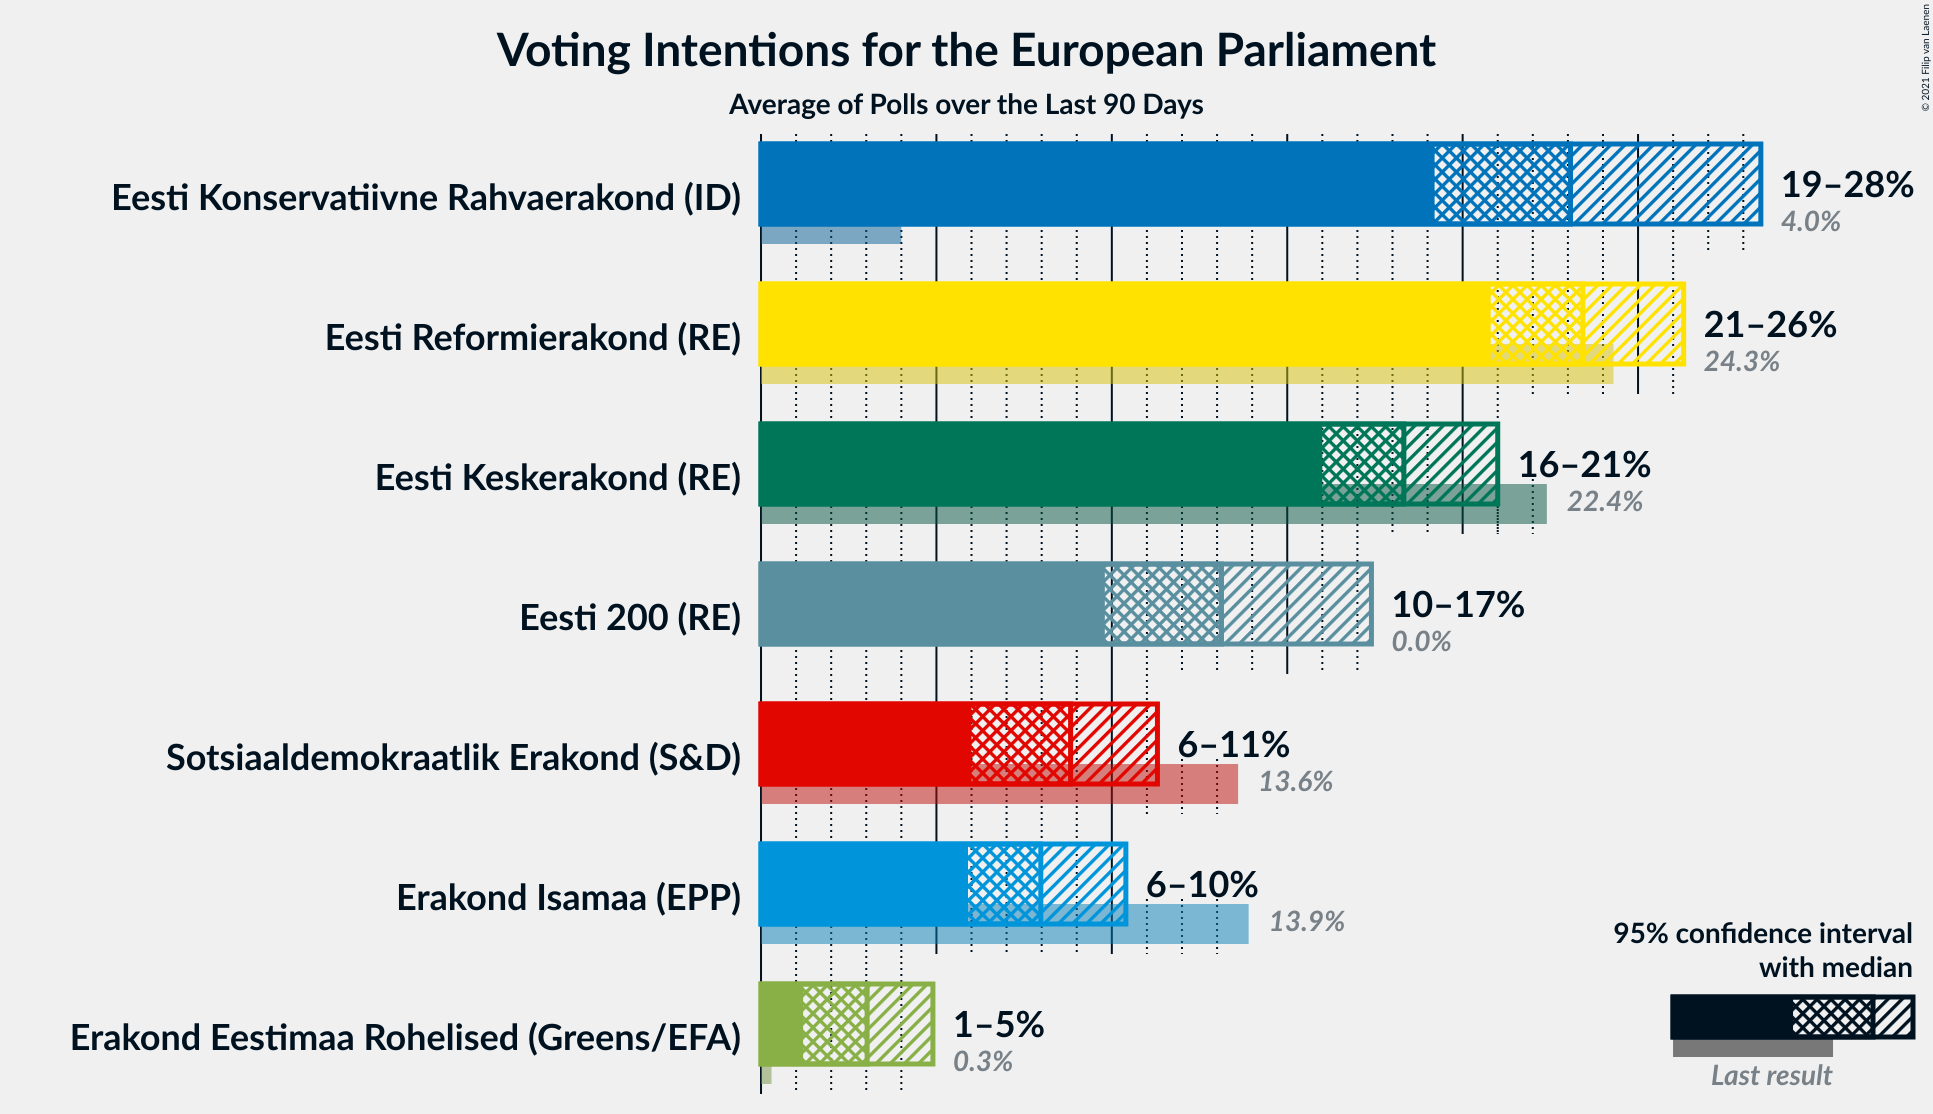 Voting Intentions for the European Parliament
Average of Polls over the Last 90 Days
© 2021 Filip van Laenen
Eesti Konservatiivne Rahvaerakond (ID)
19–28%
4.0%
Eesti Reformierakond (RE)
21–26%
24.3%
Eesti Keskerakond (RE)
16–21%
22.4%
Eesti 200 (RE)
10–17%
0.0%
Sotsiaaldemokraatlik Erakond (S&D)
6–11%
13.6%
Erakond Isamaa (EPP)
6–10%
13.9%
Erakond Eestimaa Rohelised (Greens/EFA)
1–5%
0.3%
95% confidence interval
with median
Last result